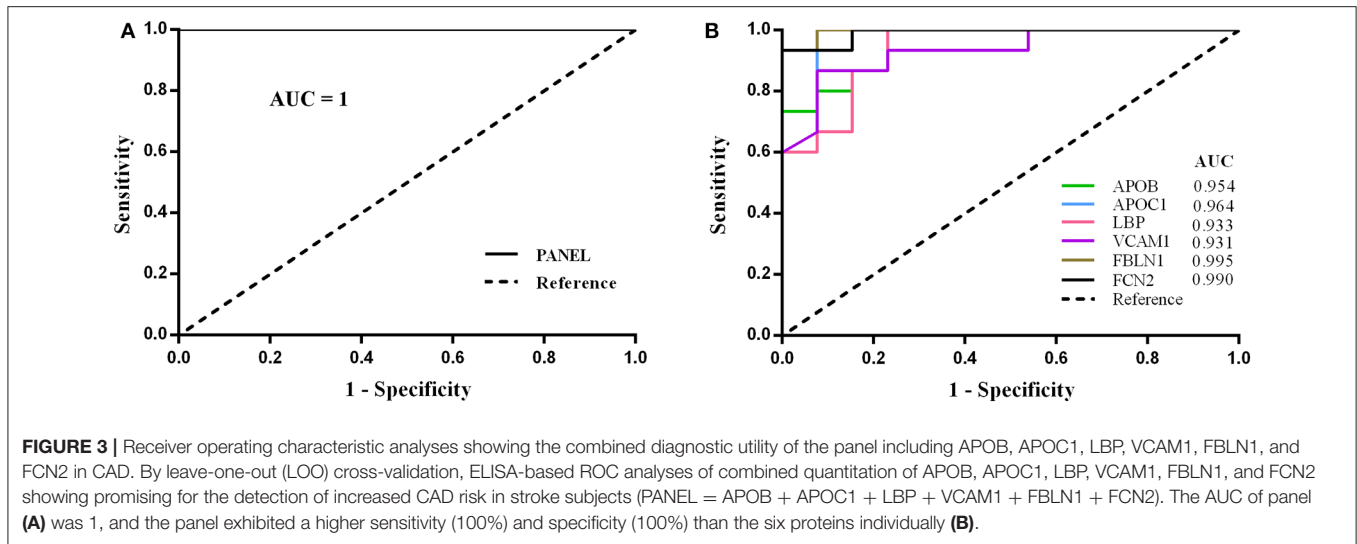 A
1.0
0.8
0.6
0.4
0.2
0.0
Sensitivity
AUC = 1
PANEL
Reference
0.0 0.2 0.4 0.6 0.8 1.0
1 - Specificity
B
1.0
0.8
0.6
0.4
0.2
0.0
Sensitivity
AUC
APOB 0.954
APOC1 0.964
LBP 0.933
VCAM1 0.931
FBLN1 0.995
FCN2 0.990
Reference
0.0 0.2 0.4 0.6 0.8 1.0
1 - Specificity
FIGURE 3 | Receiver operating characteristic analyses showing the combined diagnostic utility of the panel including APOB, APOC1, LBP, VCAM1, FBLN1, and
FCN2 in CAD. By leave-one-out (LOO) cross-validation, ELISA-based ROC analyses of combined quantitation of APOB, APOC1, LBP, VCAM1, FBLN1, and FCN2
showing promising for the detection of increased CAD risk in stroke subjects (PANEL = APOB + APOC1 + LBP + VCAM1 + FBLN1 + FCN2). The AUC of panel
(A) was 1, and the panel exhibited a higher sensitivity (100%) and specificity (100%) than the six proteins individually (B).